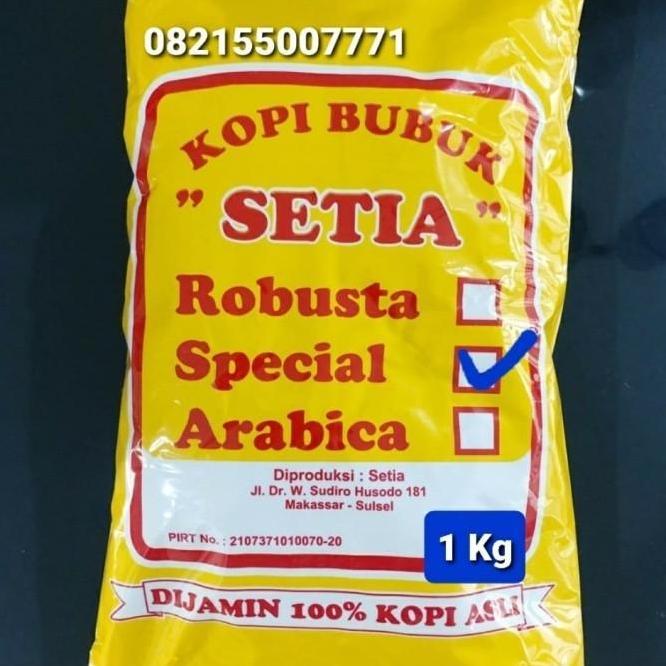 082155007771
KOPI BUBUK
" SETIA "
Robusta
Special
Arabica
Diproduksi : Setia
Jl. Dr. W. Sudiro Husodo 181
Makassar - Sulsel
PIRT No. : 2107371010070-20
1 Kg
DIJAMIN 100% KOPI ASLI